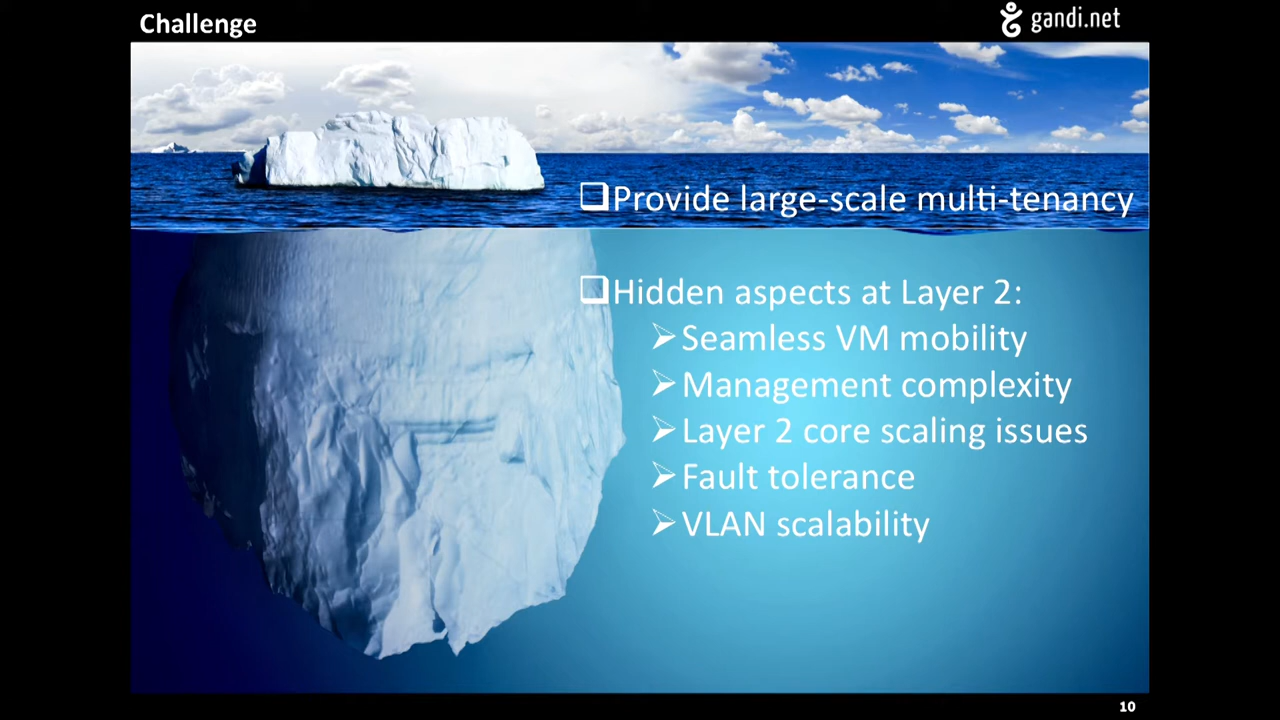 Challenge
gandi.net
❑Provide large-scale multi-tenancy
❑Hidden aspects at Layer 2:
➢Seamless VM mobility
➢Management complexity
➢Layer 2 core scaling issues
➢Fault tolerance
➢VLAN scalability
10